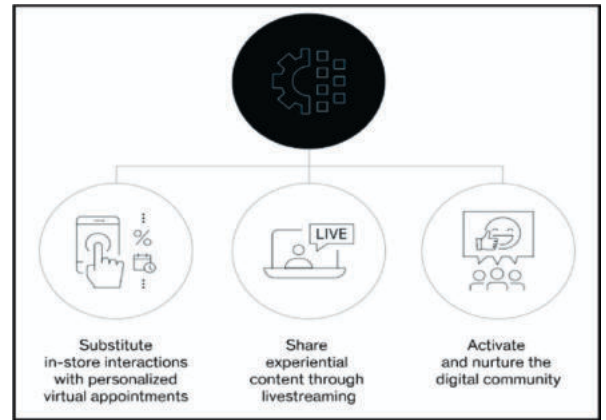 LIVE
%
Substitute
in-store interactions
with personalized
virtual appointments
Share
experiential
content through
livestreaming
Activate
and nurture the
digital community